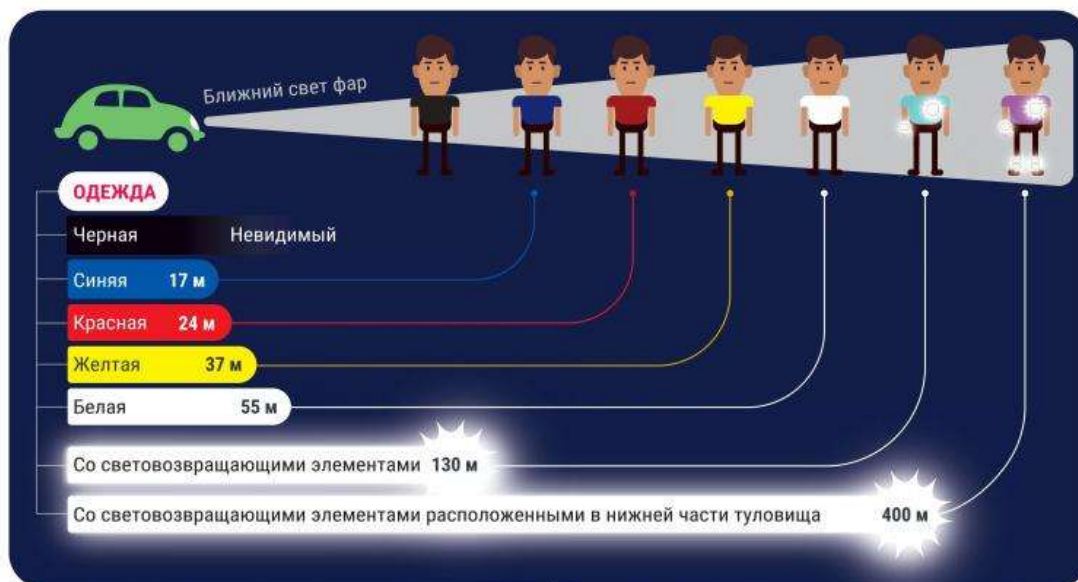 Ближний свет фар
ОДЕЖДА
Черная Невидимый
Синяя 17 м
Красная 24 м
Желтая 37 м
Белая 55 м
Со световозвращающими элементами 130 м
Со световозвращающими элементами расположенными в нижней части туловища 400 м